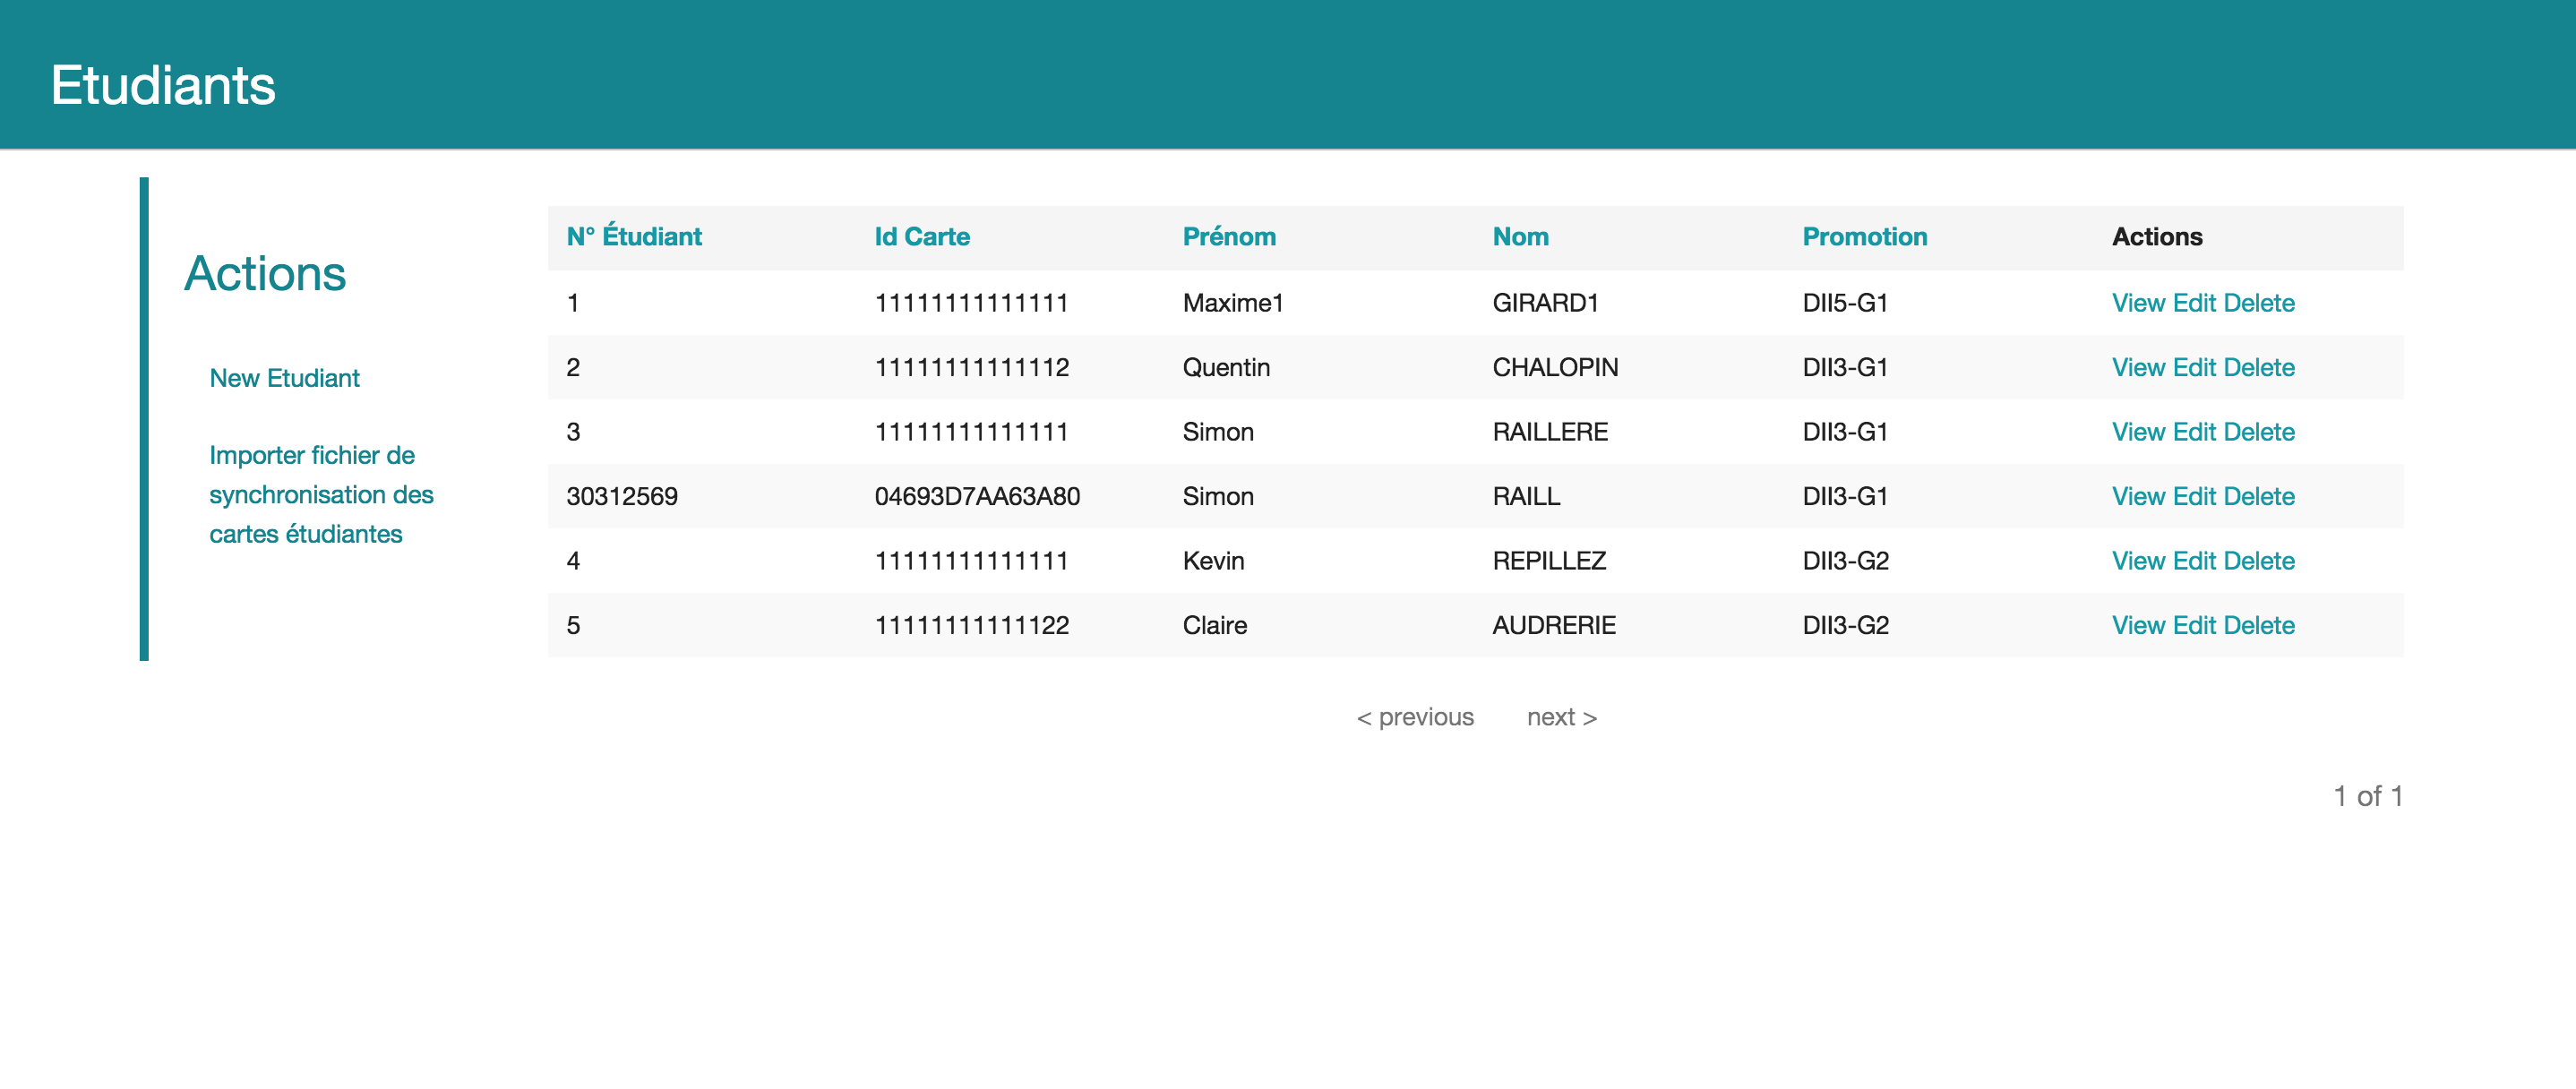 Etudiants
Actions
New Etudiant
Importer fichier de
synchronisation des
cartes étudiantes
N° Étudiant Id Carte Prénom Nom Promotion Actions
1 11111111111111 Maxime1 GIRARD1 DII5-G1 View Edit Delete
2 11111111111112 Quentin CHALOPIN DII3-G1 View Edit Delete
3 11111111111111 Simon RAILLERE DII3-G1 View Edit Delete
30312569 04693D7AA63A80 Simon RAILL DII3-G1 View Edit Delete
4 11111111111111 Kevin REPILLEZ DII3-G2 View Edit Delete
5 11111111111122 Claire AUDRERIE DII3-G2 View Edit Delete
< previous next >
1 of 1